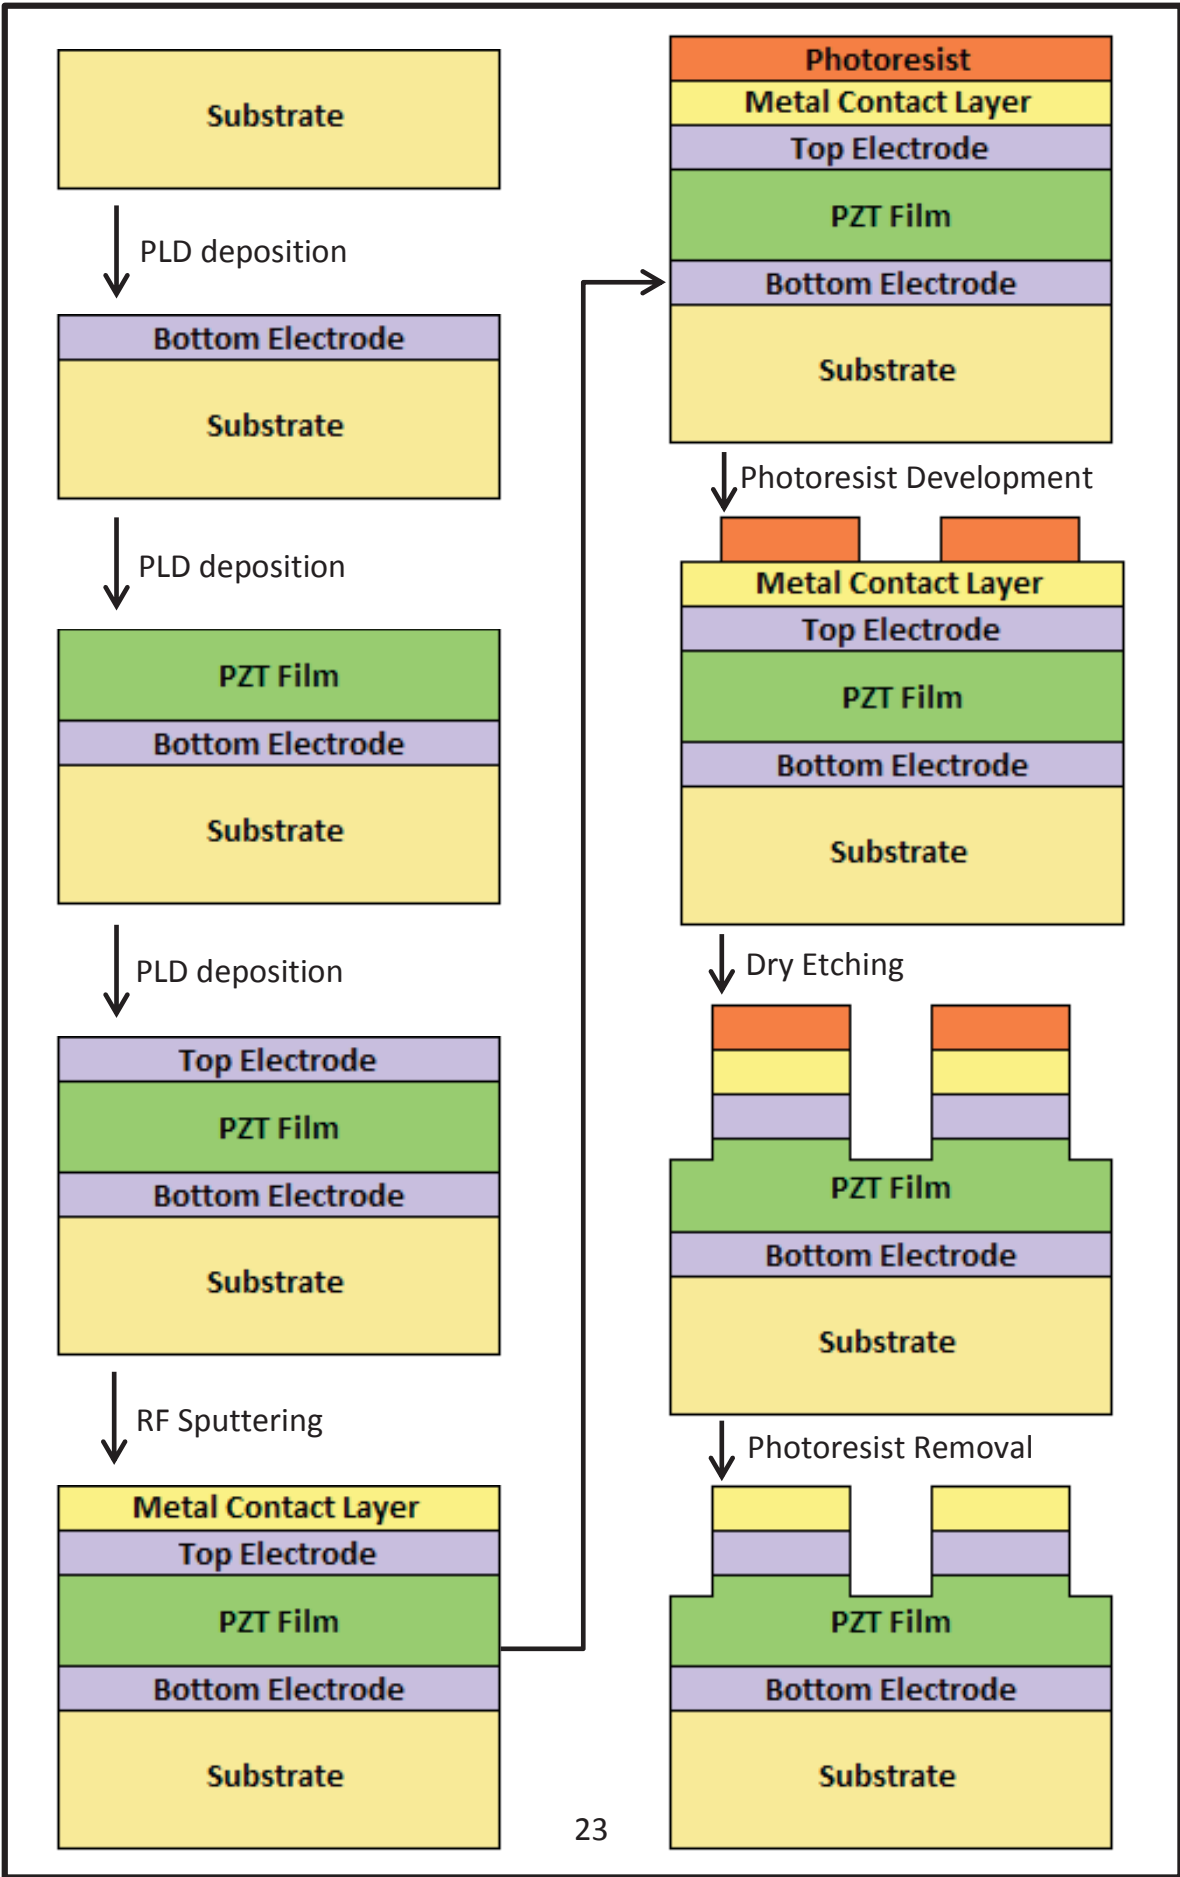 Substrate
PLD deposition
Bottom Electrode
Substrate
PLD deposition
PZT Film
Bottom Electrode
Substrate
PLD deposition
Top Electrode
PZT Film
Bottom Electrode
Substrate
RF Sputtering
Metal Contact Layer
Top Electrode
PZT Film
Bottom Electrode
Substrate
Photoresist
Metal Contact Layer
Top Electrode
PZT Film
Bottom Electrode
Substrate
Photoresist Development
Metal Contact Layer
Top Electrode
PZT Film
Bottom Electrode
Substrate
Dry Etching
PZT Film
Bottom Electrode
Substrate
Photoresist Removal
PZT Film
Bottom Electrode
Substrate
23